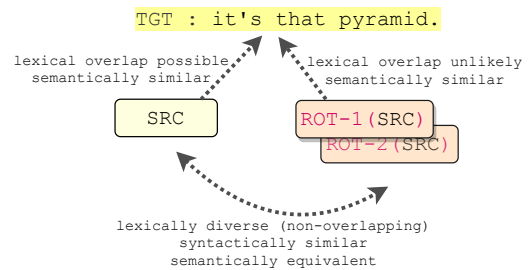 TGT : it's that pyramid.
lexical overlap possible
semantically similar
lexical overlap unlikely
semantically similar
SRC
ROT-1(SRC)
ROT-2(SRC)
lexically diverse (non-overlapping)
syntactically similar
semantically equivalent